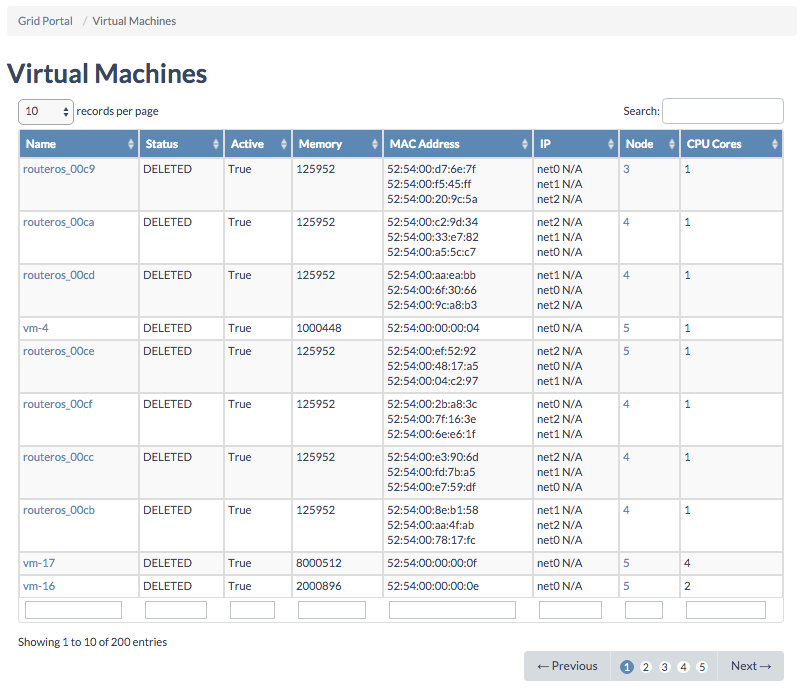 Grid Portal / Virtual Machines
Virtual Machines
10 records per page Search:
Name Status Active Memory MAC Address IP Node CPU Cores
routeros_00c9 DELETED True 125952 52:54:00:d7:6e:7f net0 N/A 3 1
52:54:00:f5:45:ff net1 N/A
52:54:00:20:9c:5a net2 N/A
routeros_00ca DELETED True 125952 52:54:00:c2:9d:34 net2 N/A 4 1
52:54:00:33:e7:82 net1 N/A
52:54:00:a5:5c:c7 net0 N/A
routeros_00cd DELETED True 125952 52:54:00:aa:ea:bb net1 N/A 4 1
52:54:00:6f:30:66 net0 N/A
52:54:00:9c:a8:b3 net2 N/A
vm-4 DELETED True 1000448 52:54:00:00:00:04 net0 N/A 5 1
routeros_00ce DELETED True 125952 52:54:00:ef:52:92 net2 N/A 5 1
52:54:00:48:17:a5 net0 N/A
52:54:00:04:c2:97 net1 N/A
routeros_00cf DELETED True 125952 52:54:00:2b:a8:3c net0 N/A 4 1
52:54:00:7f:16:3e net2 N/A
52:54:00:6e:e6:1f net1 N/A
routeros_00cc DELETED True 125952 52:54:00:e3:90:6d net2 N/A 4 1
52:54:00:fd:7b:a5 net1 N/A
52:54:00:e7:59:df net0 N/A
routeros_00cb DELETED True 125952 52:54:00:8e:b1:58 net1 N/A 4 1
52:54:00:aa:4f:ab net2 N/A
52:54:00:78:17:fc net0 N/A
vm-17 DELETED True 8000512 52:54:00:00:00:0f net0 N/A 5 4
vm-16 DELETED True 2000896 52:54:00:00:00:0e net0 N/A 5 2
Showing 1 to 10 of 200 entries
← Previous 1 2 3 4 5 Next →